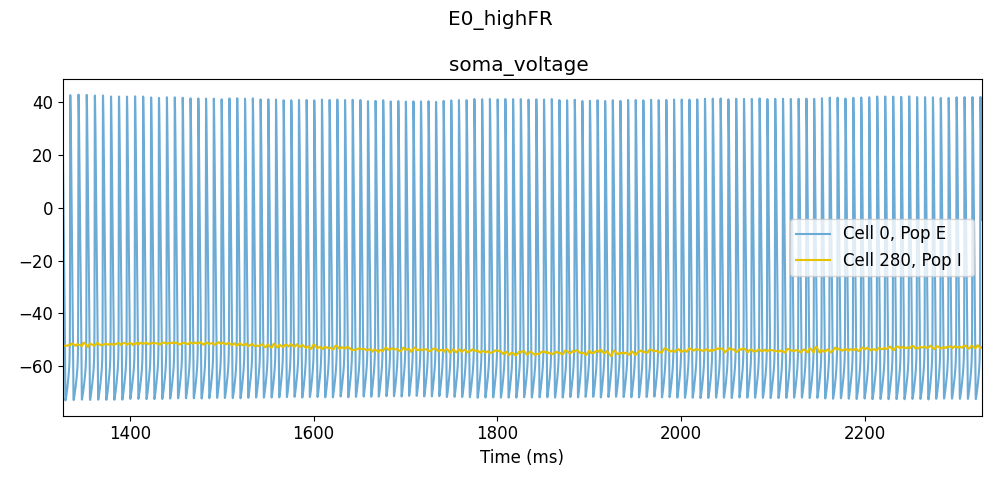 E0_highFR
soma_voltage
40
20
0
−20
−40
−60
Cell 0, Pop E
Cell 280, Pop I
1400 1600 1800 2000 2200
Time (ms)